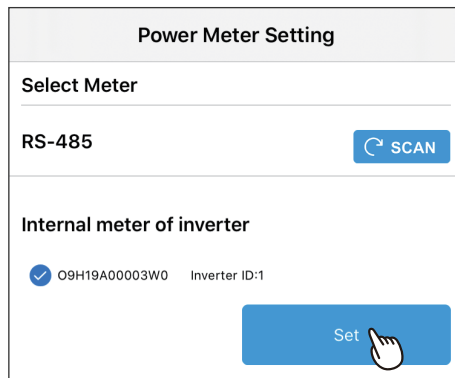 Power Meter Setting
Select Meter
RS-485
SCAN
Internal meter of inverter
O9H19A00003W0 Inverter ID:1
Set